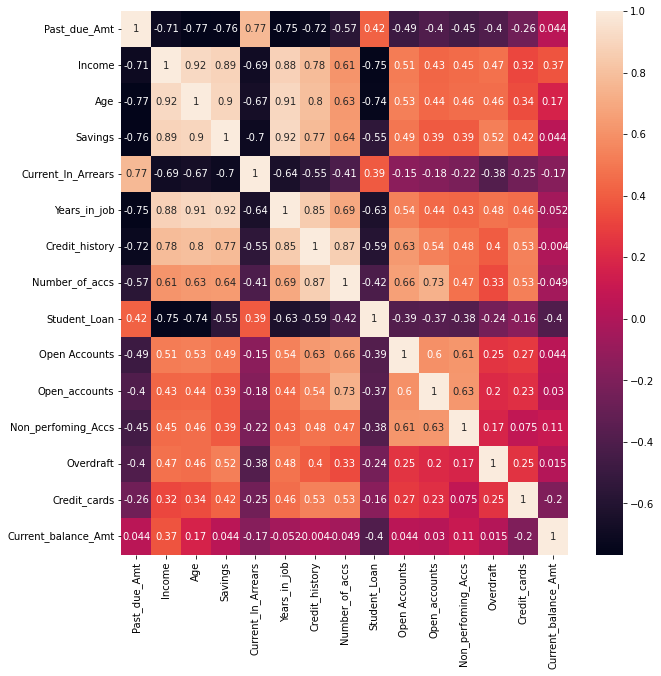 Past_due_Amt 1 -0.71 -0.77 -0.76 0.77 -0.75 -0.72 -0.57 0.42 -0.49 -0.4 -0.45 -0.4 -0.26 0.044
Income -0.71 1 0.92 0.89 -0.69 0.88 0.78 0.61 -0.75 0.51 0.43 0.45 0.47 0.32 0.37
Age -0.77 0.92 1 0.9 -0.67 0.91 0.8 0.63 -0.74 0.53 0.44 0.46 0.46 0.34 0.17
Savings -0.76 0.89 0.9 1 -0.7 0.92 0.77 0.64 -0.55 0.49 0.39 0.39 0.52 0.42 0.044
Current_In_Arrears 0.77 -0.69 -0.67 -0.7 1 -0.64 -0.55 -0.41 0.39 -0.15 -0.18 -0.22 -0.38 -0.25 -0.17
Years_in_job -0.75 0.88 0.91 0.92 -0.64 1 0.85 0.69 -0.63 0.54 0.44 0.43 0.48 0.46 -0.052
Credit_history -0.72 0.78 0.8 0.77 -0.55 0.85 1 0.87 -0.59 0.63 0.54 0.48 0.4 0.53 -0.004
Number_of_accs -0.57 0.61 0.63 0.64 -0.41 0.69 0.87 1 -0.42 0.66 0.73 0.47 0.33 0.53 -0.049
Student_Loan 0.42 -0.75 -0.74 -0.55 0.39 -0.63 -0.59 -0.42 1 -0.39 -0.37 -0.38 -0.24 -0.16 -0.4
Open Accounts -0.49 0.51 0.53 0.49 -0.15 0.54 0.63 0.66 -0.39 1 0.6 0.61 0.25 0.27 0.044
Open_accounts -0.4 0.43 0.44 0.39 -0.18 0.44 0.54 0.73 -0.37 0.6 1 0.63 0.2 0.23 0.03
Non_perfoming_Accs -0.45 0.45 0.46 0.39 -0.22 0.43 0.48 0.47 -0.38 0.61 0.63 1 0.17 0.075 0.11
Overdraft -0.4 0.47 0.46 0.52 -0.38 0.48 0.4 0.33 -0.24 0.25 0.2 0.17 1 0.25 0.015
Credit_cards -0.26 0.32 0.34 0.42 -0.25 0.46 0.53 0.53 -0.16 0.27 0.23 0.075 0.25 1 -0.2
Current_balance_Amt 0.044 0.37 0.17 0.044 -0.17 -0.052 -0.004 -0.049 -0.4 0.044 0.03 0.11 0.015 -0.2 1
Past_due_Amt
Income
Age
Savings
Current_In_Arrears
Years_in_job
Credit_history
Number_of_accs
Student_Loan
Open Accounts
Open_accounts
Non_perfoming_Accs
Overdraft
Credit_cards
Current_balance_Amt
1.0
0.8
0.6
0.4
0.2
0.0
−0.2
−0.4
−0.6